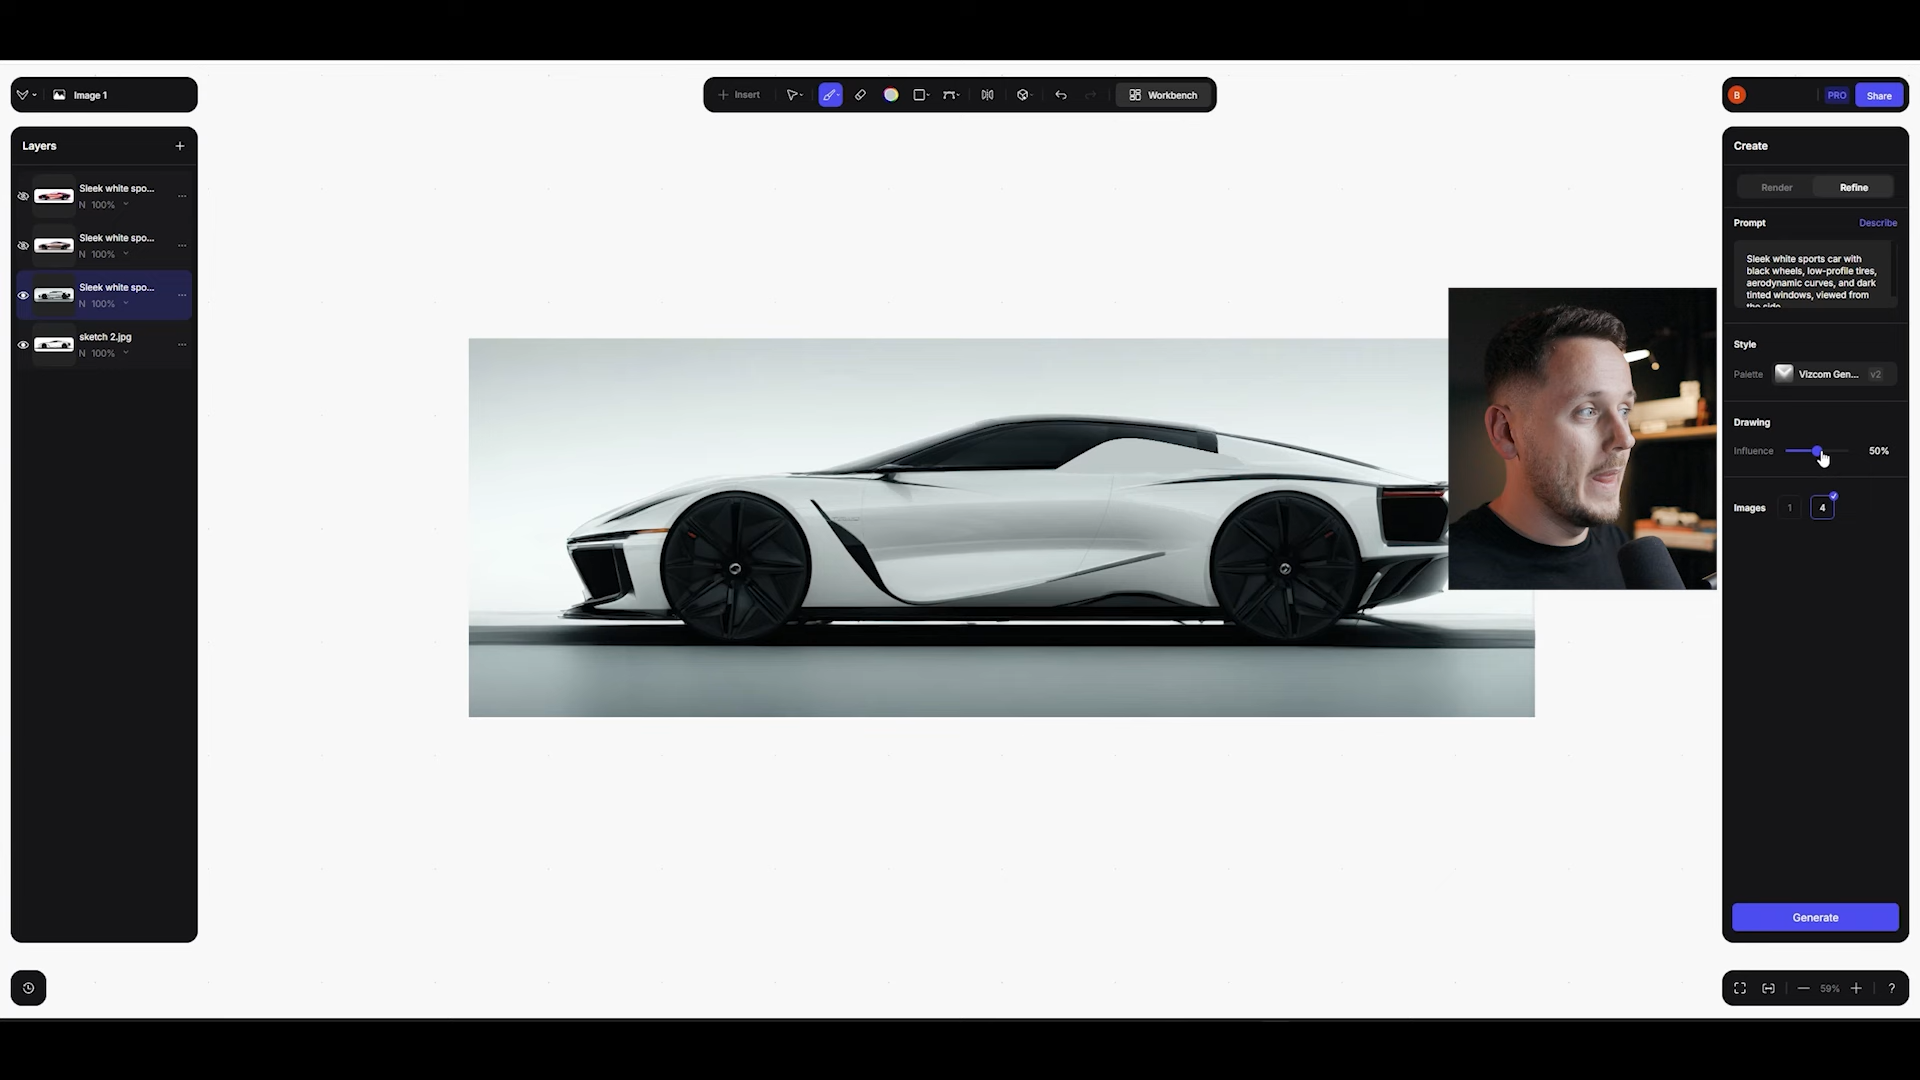 Image 1
Insert
Workbench
B
PRO
Share
Layers
Sleek white spo...
N 100%
Sleek white spo...
N 100%
Sleek white spo...
N 100%
sketch 2.jpg
N 100%
Create
Render
Refine
Prompt
Describe
Sleek white sports car with
black wheels, low-profile tires,
aerodynamic curves, and dark
tinted windows, viewed from
the side
Style
Palette
Vizcom Gen...
v2
Drawing
Influence
50%
Images
1
4
Generate
59%
?